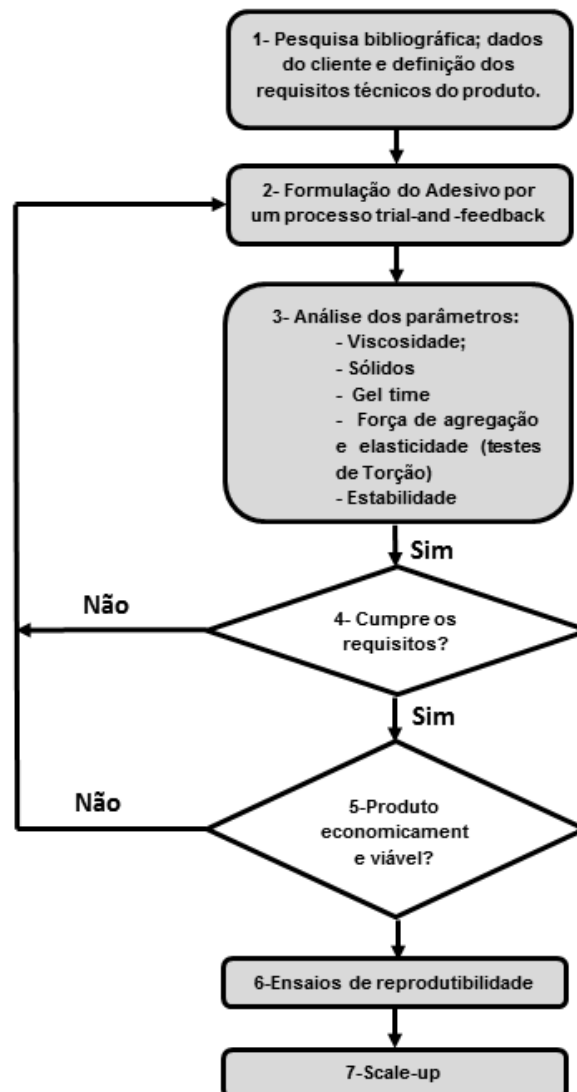 1- Pesquisa bibliográfica; dados
do cliente e definição dos
requisitos técnicos do produto.
2- Formulação do Adesivo por
um processo trial-and -feedback
3- Análise dos parâmetros:
- Viscosidade;
- Sólidos
- Gel time
- Força de agregação
e elasticidade (testes
de Torção)
- Estabilidade
Sim
Não
4- Cumpre os
requisitos?
Sim
Não
5-Produto
economicament
e viável?
6-Ensaios de reprodutibilidade
7-Scale-up